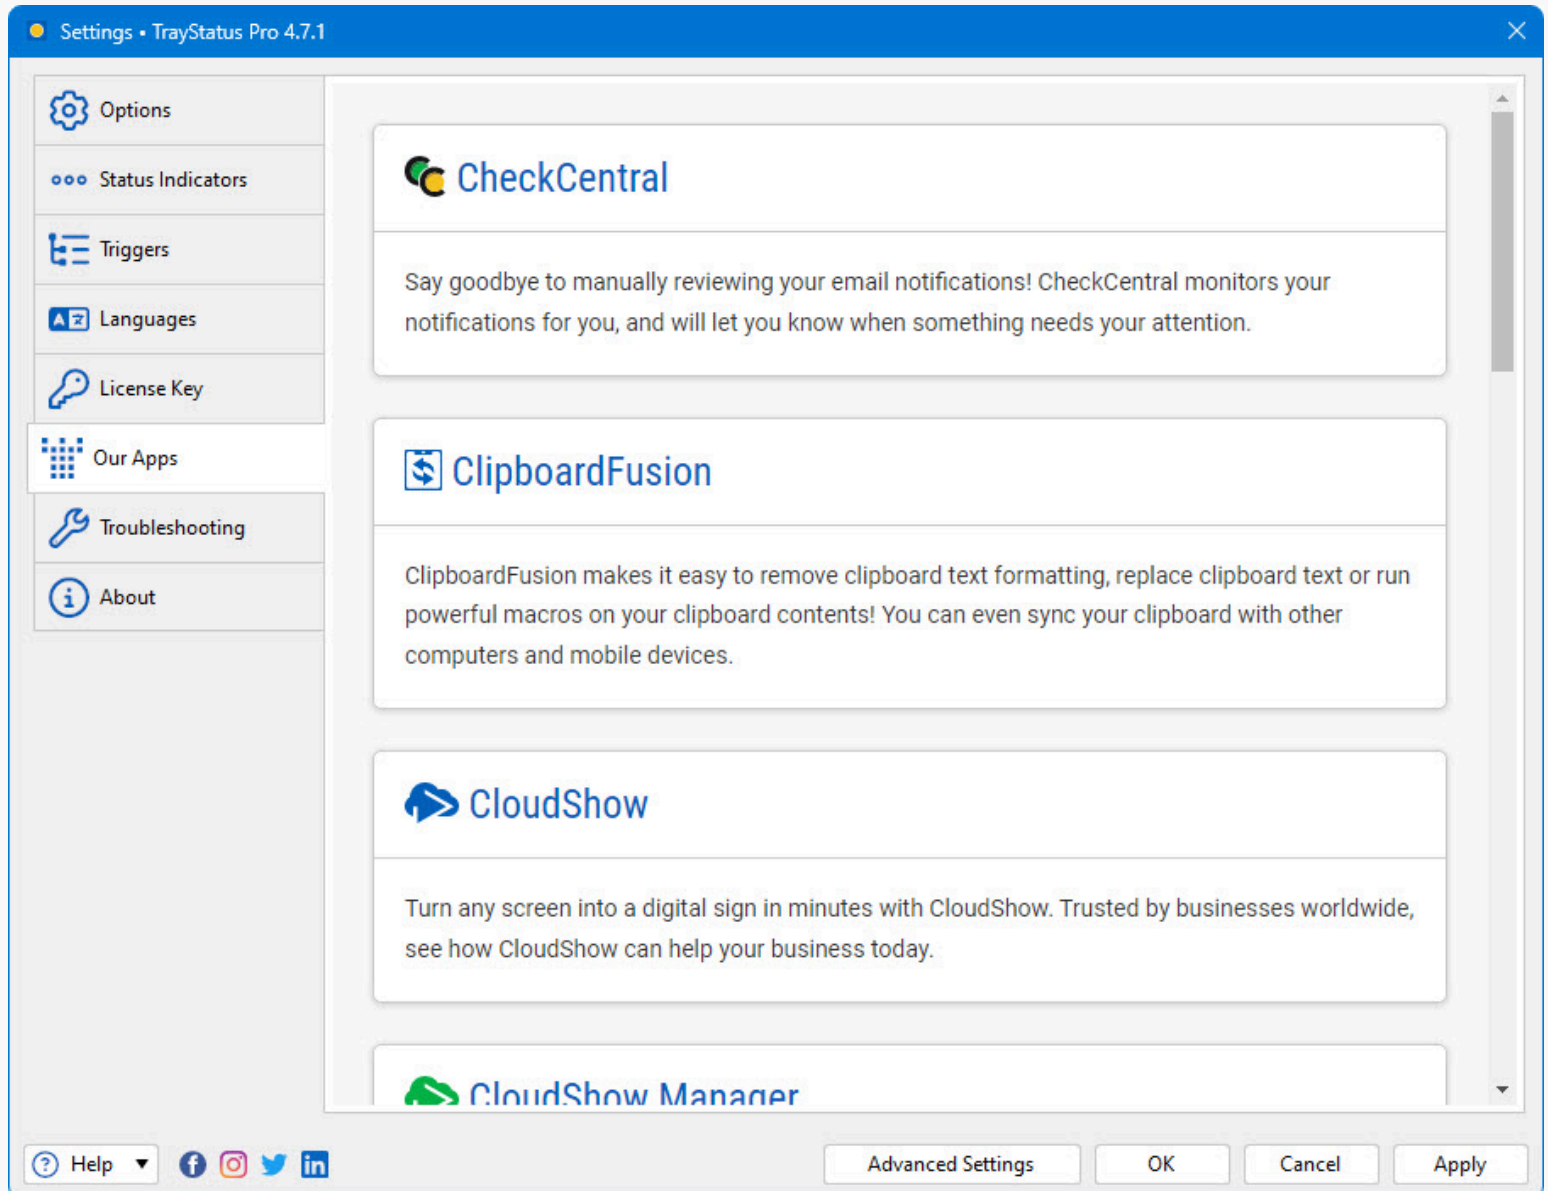 Settings • TrayStatus Pro 4.7.1
Options
Status Indicators
Triggers
Languages
License Key
Our Apps
Troubleshooting
About
CheckCentral
Say goodbye to manually reviewing your email notifications! CheckCentral monitors your
notifications for you, and will let you know when something needs your attention.
ClipboardFusion
ClipboardFusion makes it easy to remove clipboard text formatting, replace clipboard text or run
powerful macros on your clipboard contents! You can even sync your clipboard with other
computers and mobile devices.
CloudShow
Turn any screen into a digital sign in minutes with CloudShow. Trusted by businesses worldwide,
see how CloudShow can help your business today.
CloudShow Manager
Help
Advanced Settings
OK
Cancel
Apply